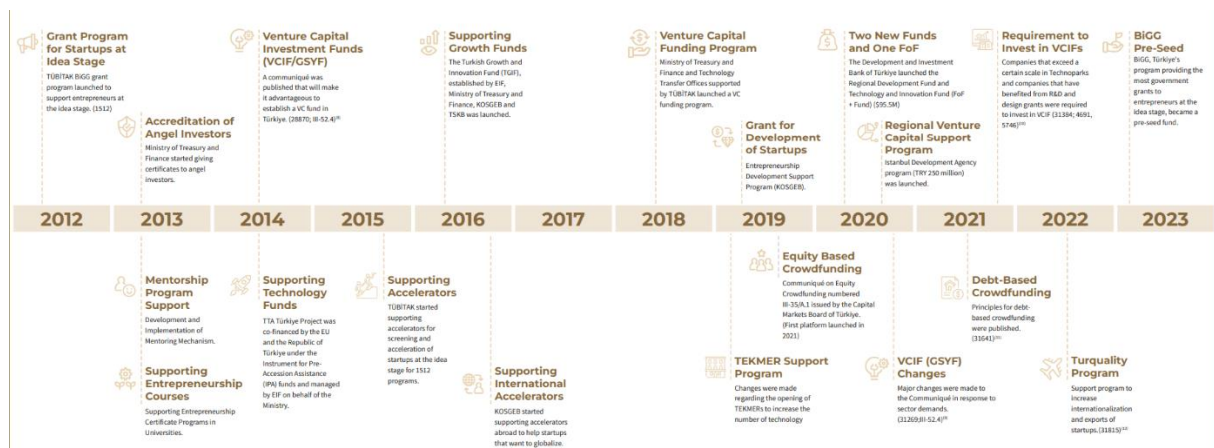 Grant Program
for Startups at
Idea Stage
TÜBİTAK BiGG grant
program launched to
support entrepreneurs at
the idea stage. (1512)
Accreditation of
Angel Investors
Ministry of Treasury and
Finance started giving
certificates to angel
investors.
Venture Capital
Investment Funds
(VCIF/GSYF)
A communiqué was
published that will make
it advantageous to
establish a VC fund in
Türkiye. (28870; III-52.4)
Supporting
Growth Funds
The Turkish Growth and
Innovation Fund (TGIF),
established by EIF,
Ministry of Treasury and
Finance, KOSGEB and
TSKB was launched.
Venture Capital
Funding Program
Ministry of Treasury and
Finance and Technology
Transfer Offices supported
by TÜBİTAK launched a VC
funding program.
Grant for
Development
of Startups
Entrepreneurship
Development Support
Program (KOSGEB).
Two New Funds
and One FoF
The Development and Investment
Bank of Türkiye launched the
Regional Development Fund and
Technology and Innovation Fund (FoF
+ Fund) ($95.5M)
Regional Venture
Capital Support
Program
Istanbul Development Agency
program (TRY 250 million)
was launched.
Requirement to
Invest in VCIFs
Companies that exceed a
certain scale in Technoparks
and companies that have
benefited from R&D and
design grants were required
to invest in VCIF (31384; 4691,
5746)
BiGG
Pre-Seed
BiGG, Türkiye's
program providing the
most government
grants to
entrepreneurs at the
idea stage, became a
pre-seed fund.
2012 2013 2014 2015 2016 2017 2018 2019 2020 2021 2022 2023
Mentorship
Program
Support
Development and
Implementation of
Mentoring Mechanism.
Supporting
Entrepreneurship
Courses
Supporting Entrepreneurship
Certificate Programs in
Universities.
Supporting
Technology
Funds
TTA Türkiye Project was
co-financed by the EU
and the Republic of
Türkiye under the
Instrument for Pre-
Accession Assistance
(IPA) funds and managed
by EIF on behalf of the
Ministry.
Supporting
Accelerators
TÜBİTAK started
supporting
accelerators for
screening and
acceleration of
startups at the idea
stage for 1512
programs.
Supporting
International
Accelerators
KOSGEB started
supporting accelerators
abroad to help startups
that want to globalize.
Equity Based
Crowdfunding
Communiqué on Equity
Crowdfunding numbered
III-35/A.1 issued by the Capital
Markets Board of Türkiye.
(First platform launched in
2021)
TEKMER Support
Program
Changes were made
regarding the opening of
TEKMERs to increase the
number of technology
VCIF (GSYF)
Changes
Major changes were made to
the Communiqué in response to
sector demands.
(31269;III-52.4)
Debt-Based
Crowdfunding
Principles for debt-
based crowdfunding
were published.
(31641)
Turquality
Program
Support program to
increase
internationalization
and exports of
startups.(31815)